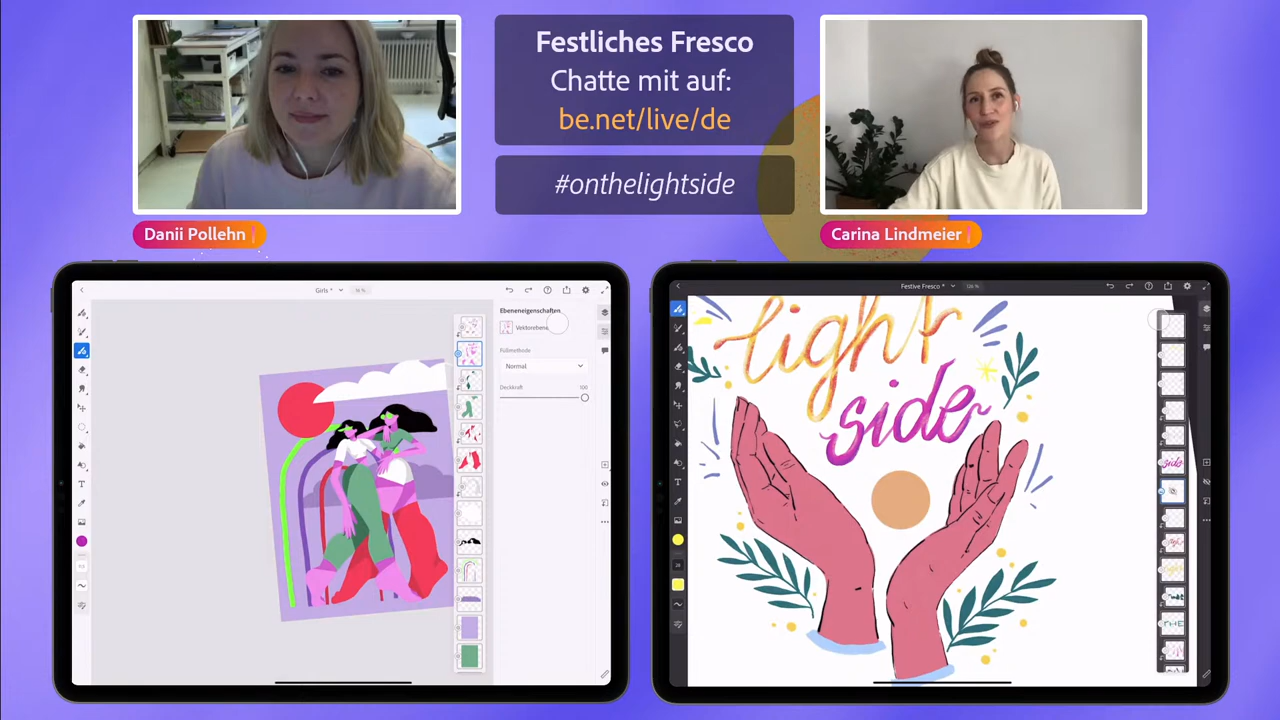 Festliches Fresco
Chatte mit auf:
be.net/live/de
#onthelightside
Danii Pollehn
Carina Lindmeier
Girls *
Ebeneneigenschaften
Vektorebene
Füllmethode
Normal
Deckkraft 100
Festive Fresco *
light
side